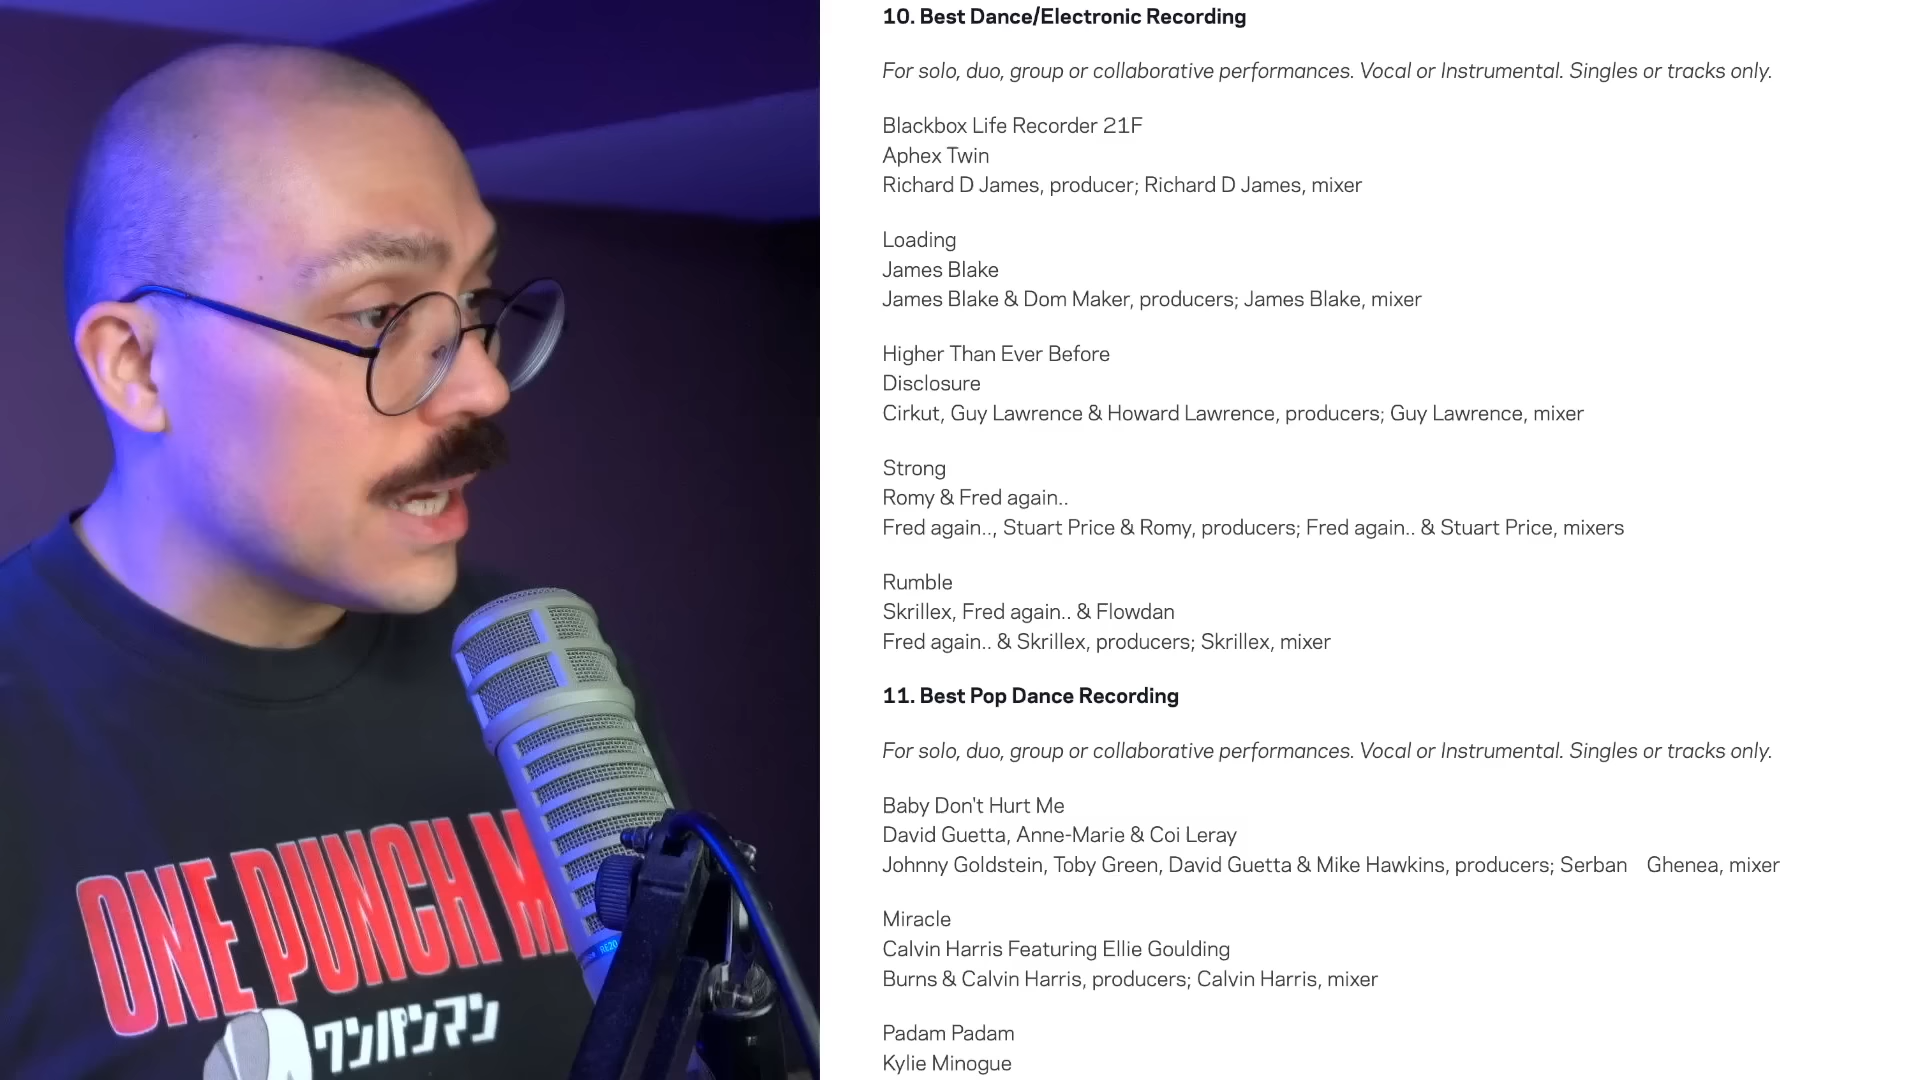 10. Best Dance/Electronic Recording
For solo, duo, group or collaborative performances. Vocal or Instrumental. Singles or tracks only.
Blackbox Life Recorder 21F
Aphex Twin
Richard D James, producer; Richard D James, mixer
Loading
James Blake
James Blake & Dom Maker, producers; James Blake, mixer
Higher Than Ever Before
Disclosure
Cirkut, Guy Lawrence & Howard Lawrence, producers; Guy Lawrence, mixer
Strong
Romy & Fred again..
Fred again.., Stuart Price & Romy, producers; Fred again.. & Stuart Price, mixers
Rumble
Skrillex, Fred again.. & Flowdan
Fred again.. & Skrillex, producers; Skrillex, mixer
11. Best Pop Dance Recording
For solo, duo, group or collaborative performances. Vocal or Instrumental. Singles or tracks only.
Baby Don't Hurt Me
David Guetta, Anne-Marie & Coi Leray
Johnny Goldstein, Toby Green, David Guetta & Mike Hawkins, producers; Serban Ghenea, mixer
Miracle
Calvin Harris Featuring Ellie Goulding
Burns & Calvin Harris, producers; Calvin Harris, mixer
Padam Padam
Kylie Minogue
ONE PUNCH M
ワンパンマン
RE20